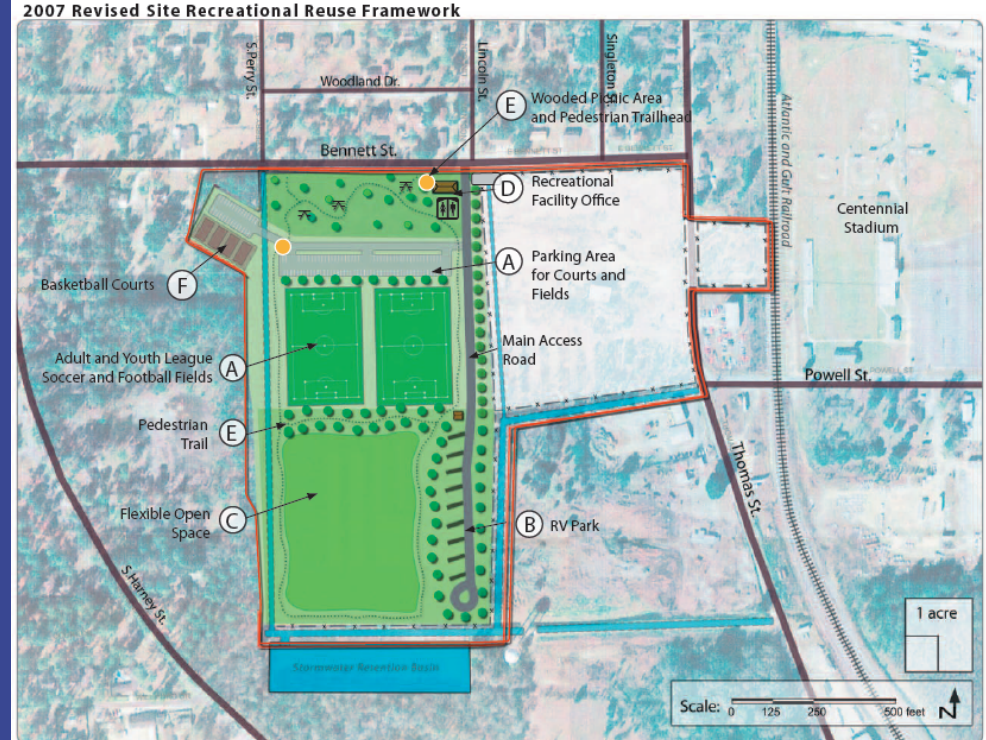 2007 Revised Site Recreational Reuse Framework
S.Perry St.
Lincoln St.
Singleton St.
Woodland Dr.
E
Wooded Picnic Area
and Pedestrian Trailhead
Bennett St.
Atlantic and Gulf Railroad
D
Recreational
Facility Office
Centennial
Stadium
A
Parking Area
for Courts and
Fields
Basketball Courts
F
Main Access
Road
Adult and Youth League
Soccer and Football Fields
A
Powell St.
POWELL ST
Pedestrian
Trail
E
Thomas St.
Flexible Open
Space
C
B
RV Park
S.Harney St.
1 acre
Stormwater Retention Basin
Scale:
0 125 250 500 feet
N